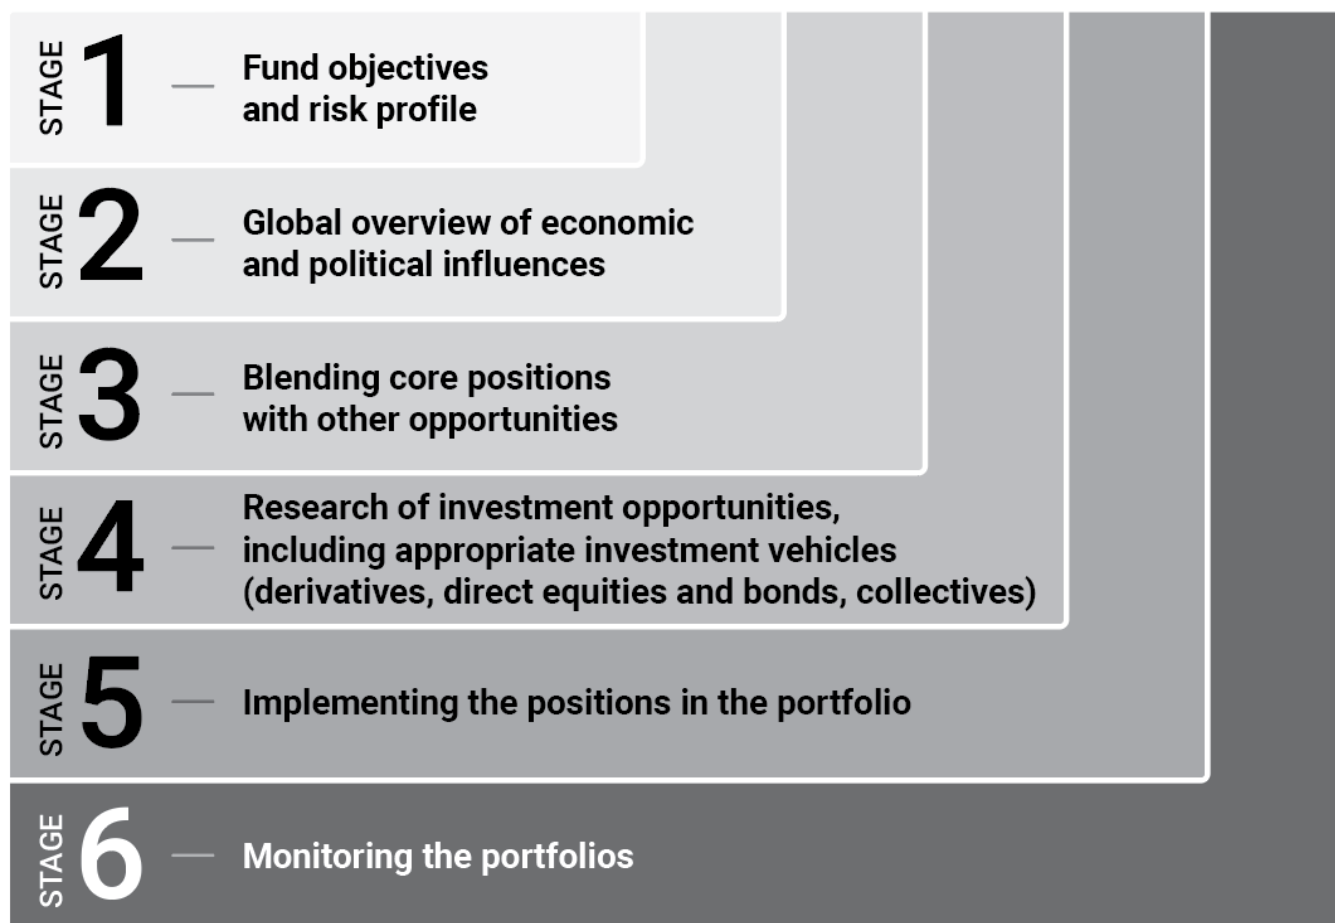 STAGE 1 — Fund objectives
and risk profile
STAGE 2 — Global overview of economic
and political influences
STAGE 3 — Blending core positions
with other opportunities
STAGE 4 — Research of investment opportunities,
including appropriate investment vehicles
(derivatives, direct equities and bonds, collectives)
STAGE 5 — Implementing the positions in the portfolio
STAGE 6 — Monitoring the portfolios